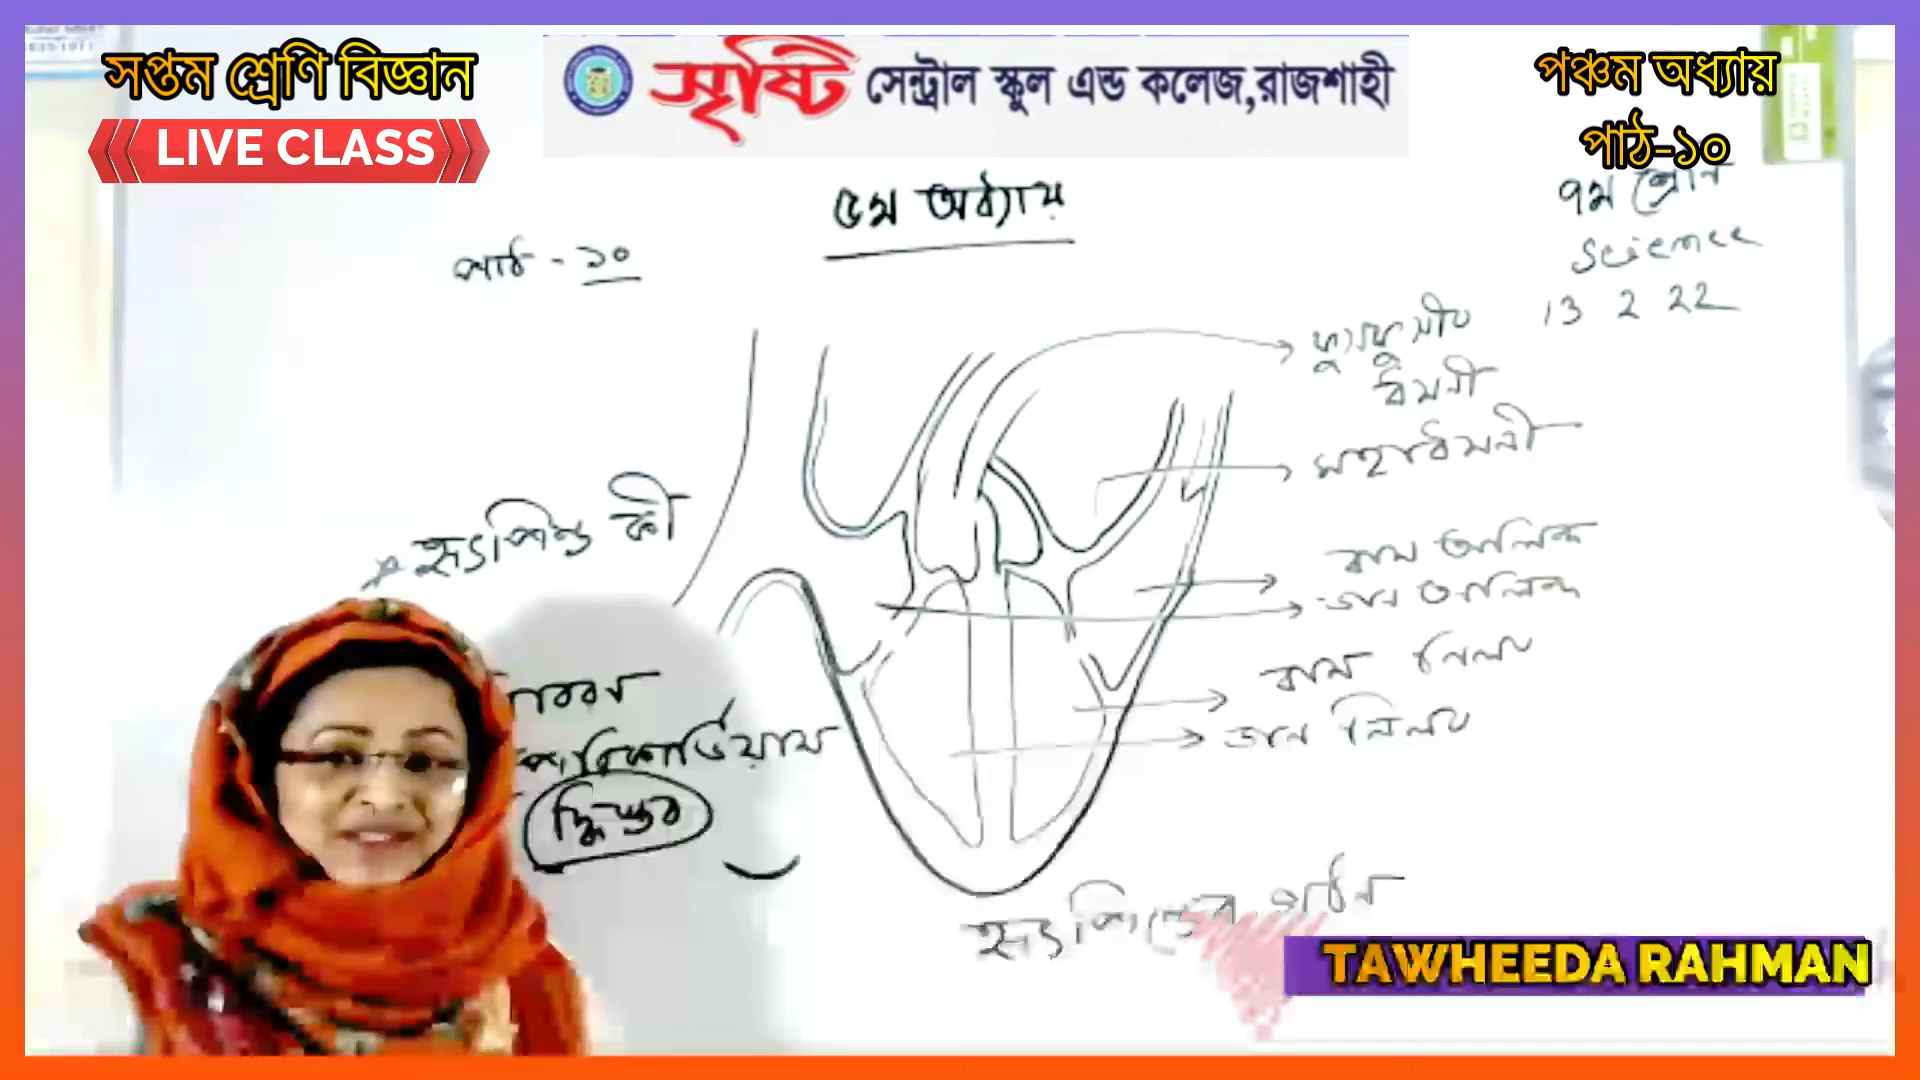 সপ্তম শ্রেণি বিজ্ঞান
LIVE CLASS
সৃষ্টি সেন্ট্রাল স্কুল এন্ড কলেজ,রাজশাহী
পঞ্চম অধ্যায়
পাঠ-১০
৫ম অধ্যায়
পাঠ - ১০
৭ম শ্রেণি
Science
13 2 22
ফুসফুসীয়
ধমনী
মহাধমনী
হৃৎপিন্ড কী
বাম অলিন্দ
ডান অলিন্দ
বাম নিলয়
ডান নিলয়
পেরিকার্ডিয়াম
দ্বিস্তর
হৃৎপিন্ডের গঠন
TAWHEEDA RAHMAN